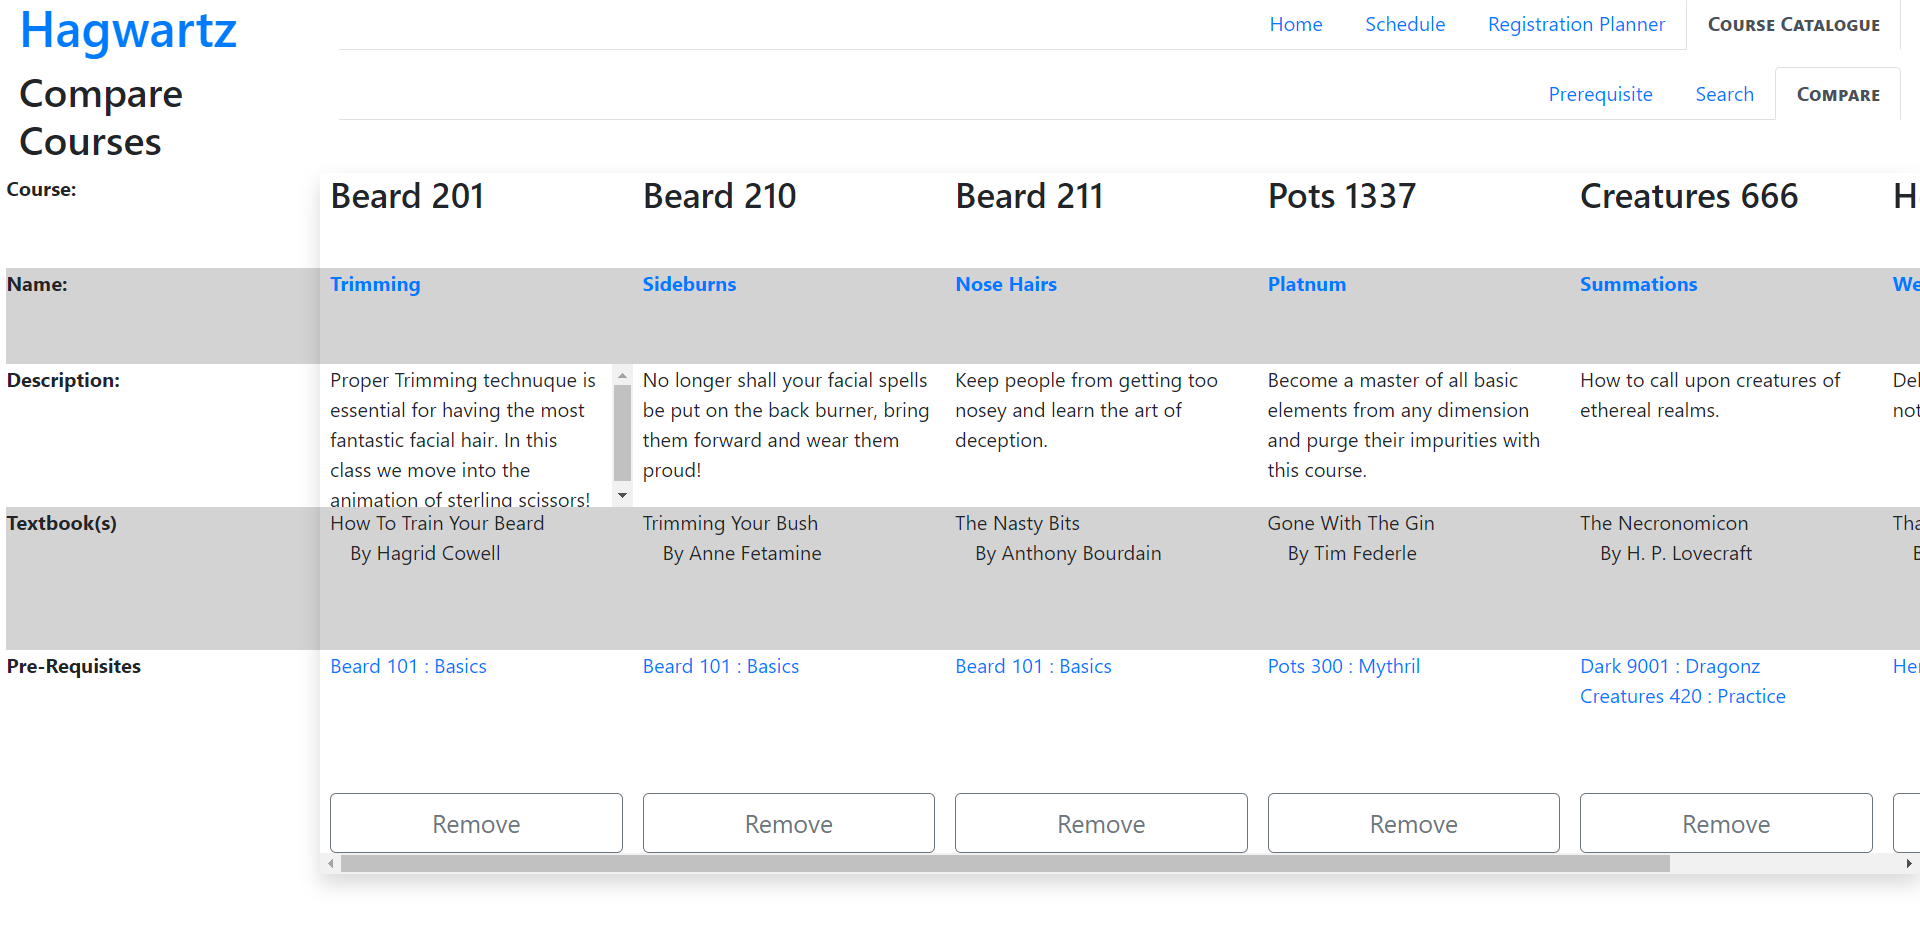 Hagwartz
Home Schedule Registration Planner Course Catalogue
Compare
Courses
Prerequisite Search Compare
Course: Beard 201 Beard 210 Beard 211 Pots 1337 Creatures 666
Name: Trimming Sideburns Nose Hairs Platnum Summations
Description:
Proper Trimming technuque is
essential for having the most
fantastic facial hair. In this
class we move into the
animation of sterling scissors!
No longer shall your facial spells
be put on the back burner, bring
them forward and wear them
proud!
Keep people from getting too
nosey and learn the art of
deception.
Become a master of all basic
elements from any dimension
and purge their impurities with
this course.
How to call upon creatures of
ethereal realms.
Textbook(s)
How To Train Your Beard
By Hagrid Cowell
Trimming Your Bush
By Anne Fetamine
The Nasty Bits
By Anthony Bourdain
Gone With The Gin
By Tim Federle
The Necronomicon
By H. P. Lovecraft
Pre-Requisites
Beard 101 : Basics
Beard 101 : Basics
Beard 101 : Basics
Pots 300 : Mythril
Dark 9001 : Dragonz
Creatures 420 : Practice
Remove Remove Remove Remove Remove